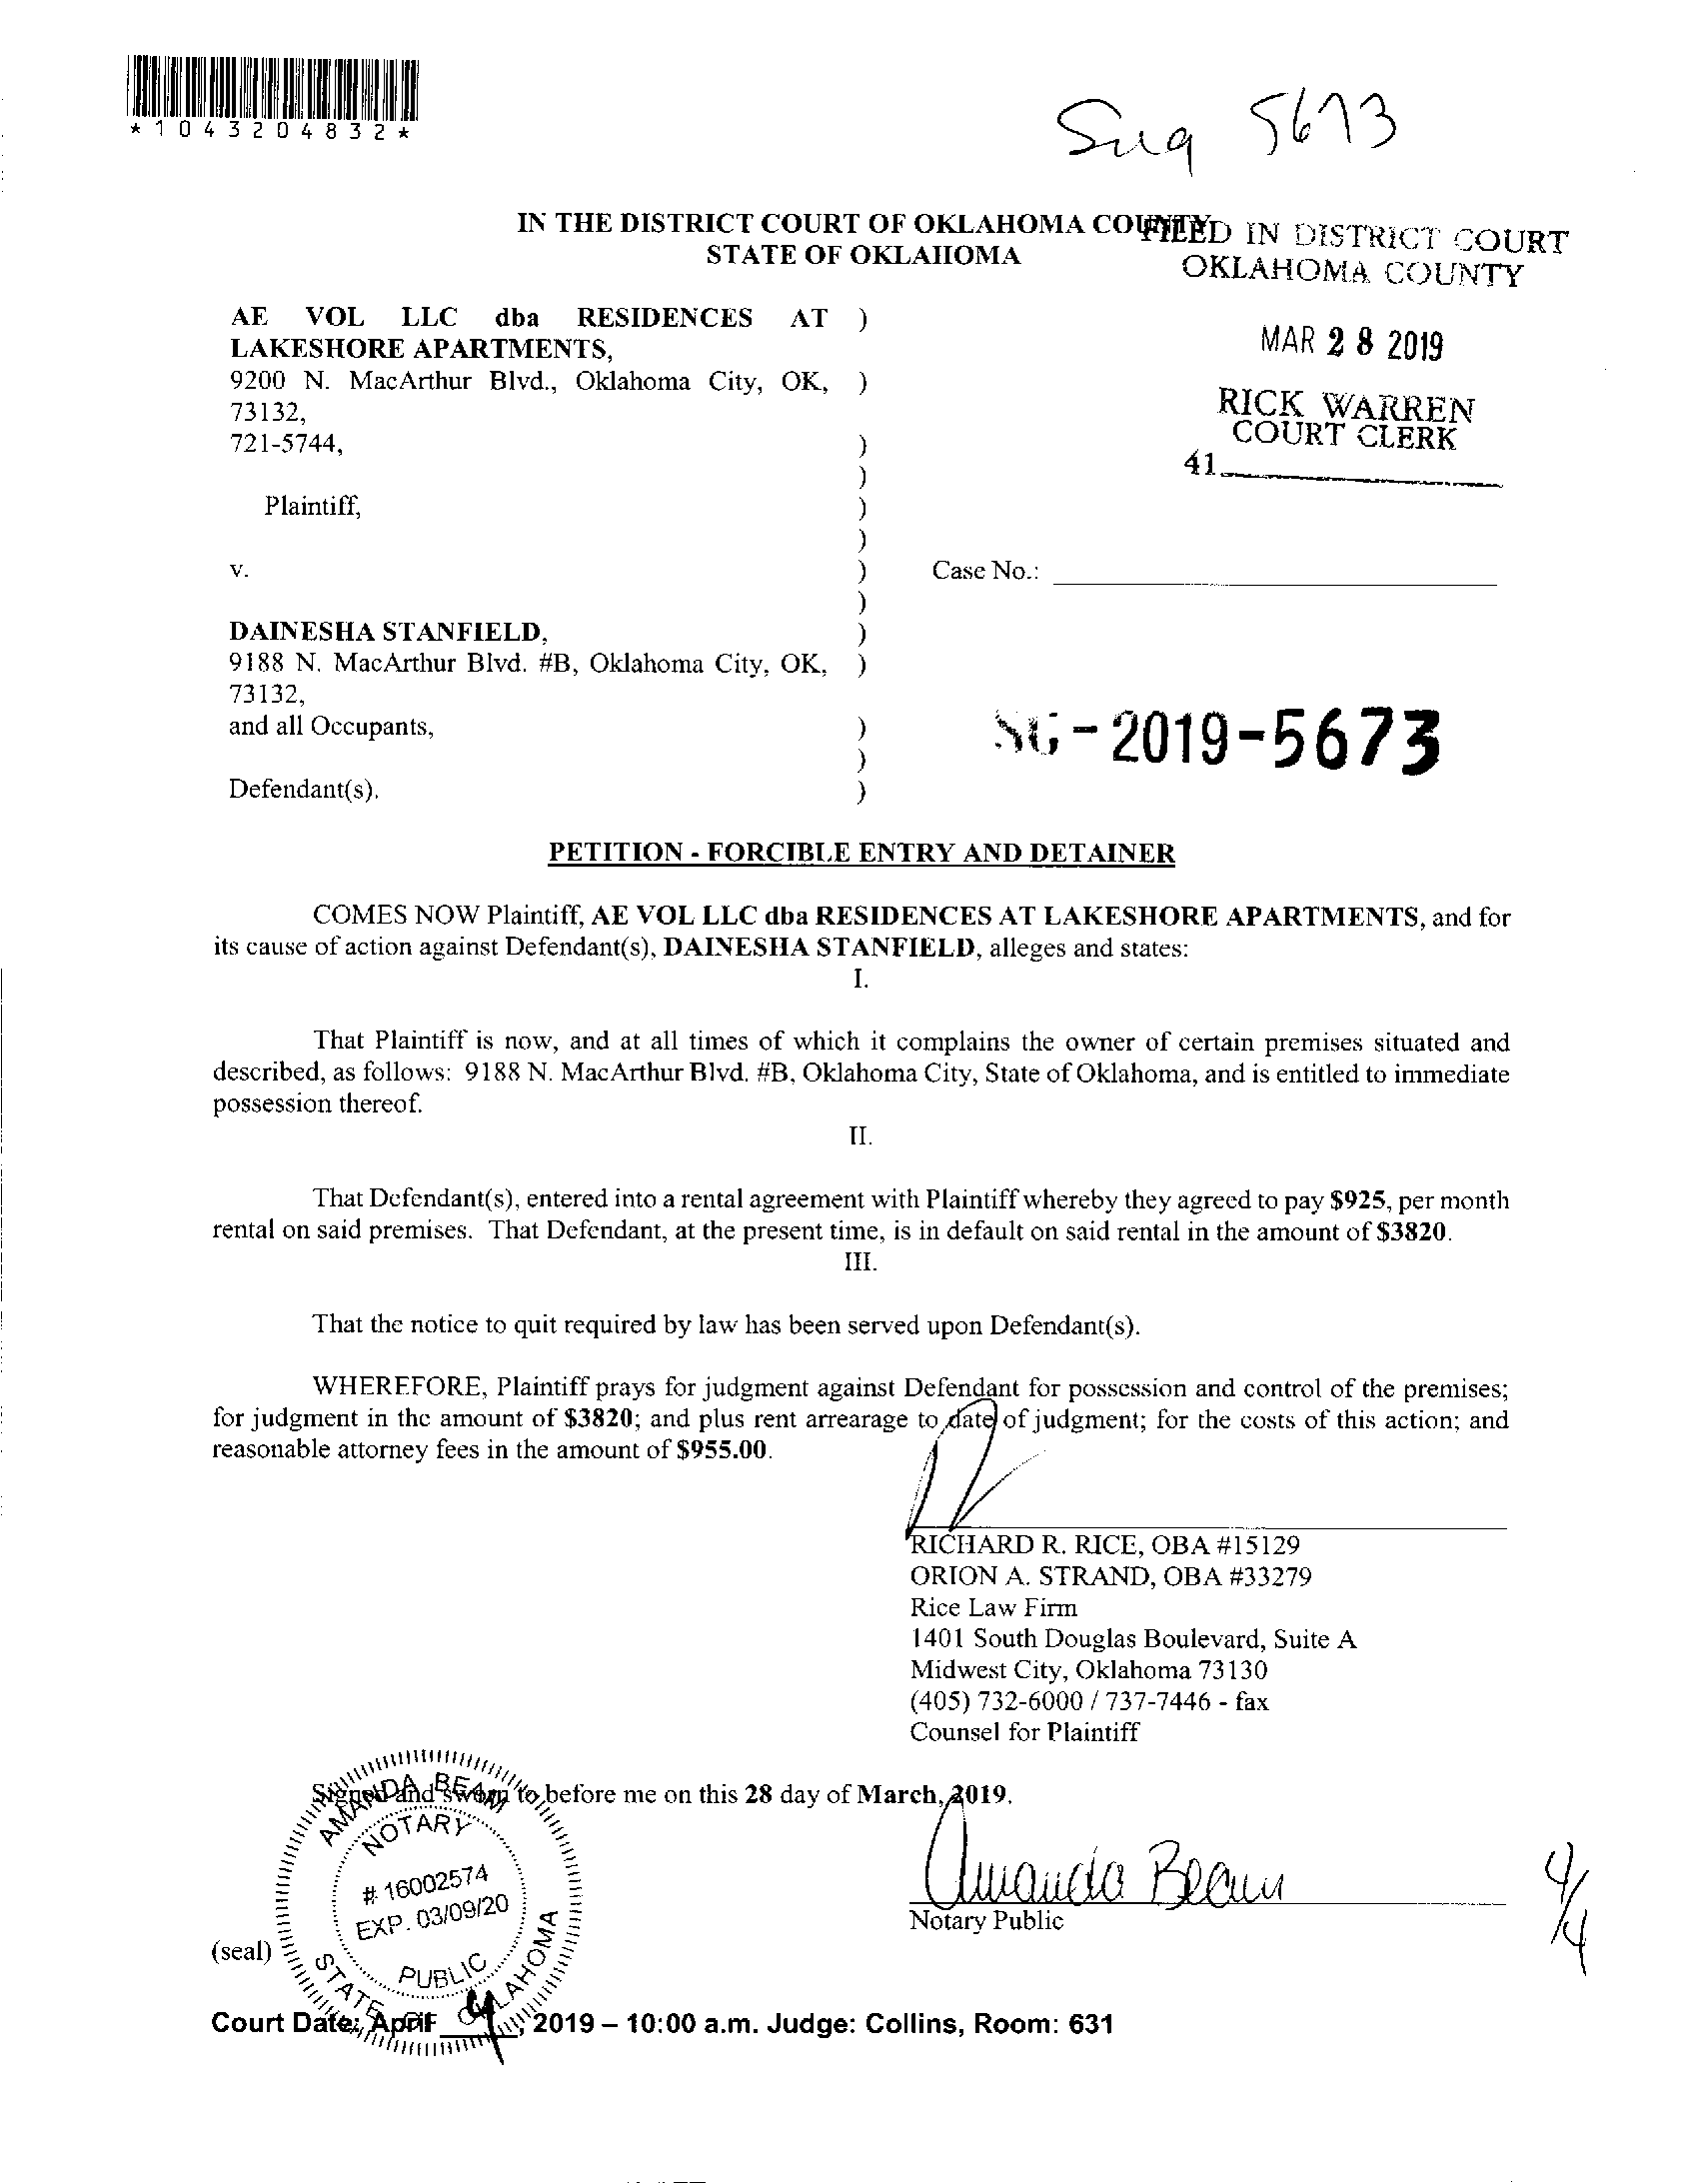 *1043204832*
Sug 5673
IN THE DISTRICT COURT OF OKLAHOMA COUNTY
STATE OF OKLAHOMA
FILED IN DISTRICT COURT
OKLAHOMA COUNTY
MAR 28 2019
RICK WARREN
COURT CLERK
41
AE VOL LLC dba RESIDENCES AT )
LAKESHORE APARTMENTS,
9200 N. MacArthur Blvd., Oklahoma City, OK, )
73132,
721-5744, )
)
Plaintiff, )
)
v. ) Case No.:
)
DAINESHA STANFIELD, )
9188 N. MacArthur Blvd. #B, Oklahoma City, OK, )
73132,
and all Occupants, )
)
Defendant(s). )
SC-2019-5673
PETITION - FORCIBLE ENTRY AND DETAINER
COMES NOW Plaintiff, AE VOL LLC dba RESIDENCES AT LAKESHORE APARTMENTS, and for
its cause of action against Defendant(s), DAINESHA STANFIELD, alleges and states:
I.
That Plaintiff is now, and at all times of which it complains the owner of certain premises situated and
described, as follows: 9188 N. MacArthur Blvd. #B, Oklahoma City, State of Oklahoma, and is entitled to immediate
possession thereof.
II.
That Defendant(s), entered into a rental agreement with Plaintiff whereby they agreed to pay $925, per month
rental on said premises. That Defendant, at the present time, is in default on said rental in the amount of $3820.
III.
That the notice to quit required by law has been served upon Defendant(s).
WHEREFORE, Plaintiff prays for judgment against Defendant for possession and control of the premises;
for judgment in the amount of $3820; and plus rent arrearage to date of judgment; for the costs of this action; and
reasonable attorney fees in the amount of $955.00.
RICHARD R. RICE, OBA #15129
ORION A. STRAND, OBA #33279
Rice Law Firm
1401 South Douglas Boulevard, Suite A
Midwest City, Oklahoma 73130
(405) 732-6000 / 737-7446 - fax
Counsel for Plaintiff
Signed and sworn to before me on this 28 day of March, 2019.
Amanda Beam
Notary Public
4/4
(seal)
AMANDA BEAM
NOTARY
# 16002574
EXP. 03/09/20
PUBLIC
STATE OF OKLAHOMA
Court Date: April 4, 2019 – 10:00 a.m. Judge: Collins, Room: 631